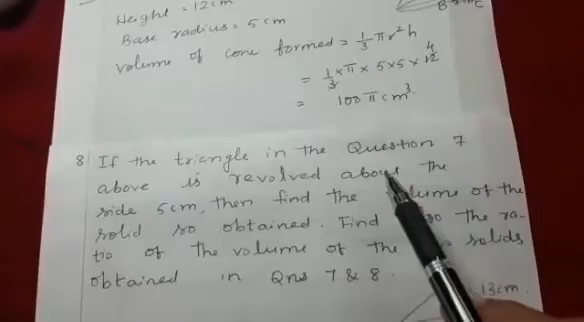 Height = 12cm
Base radius = 5cm
volume of cone formed = 1/3 πr²h
= 1/3 × π × 5 × 5 × 12 4
= 100 π cm³
8) If the triangle in the Question 7
above is revolved about the
side 5cm, then find the volume of the
solid so obtained. Find the ra-
tio of the volume of the solids
obtained in Qns 7 & 8.
13cm